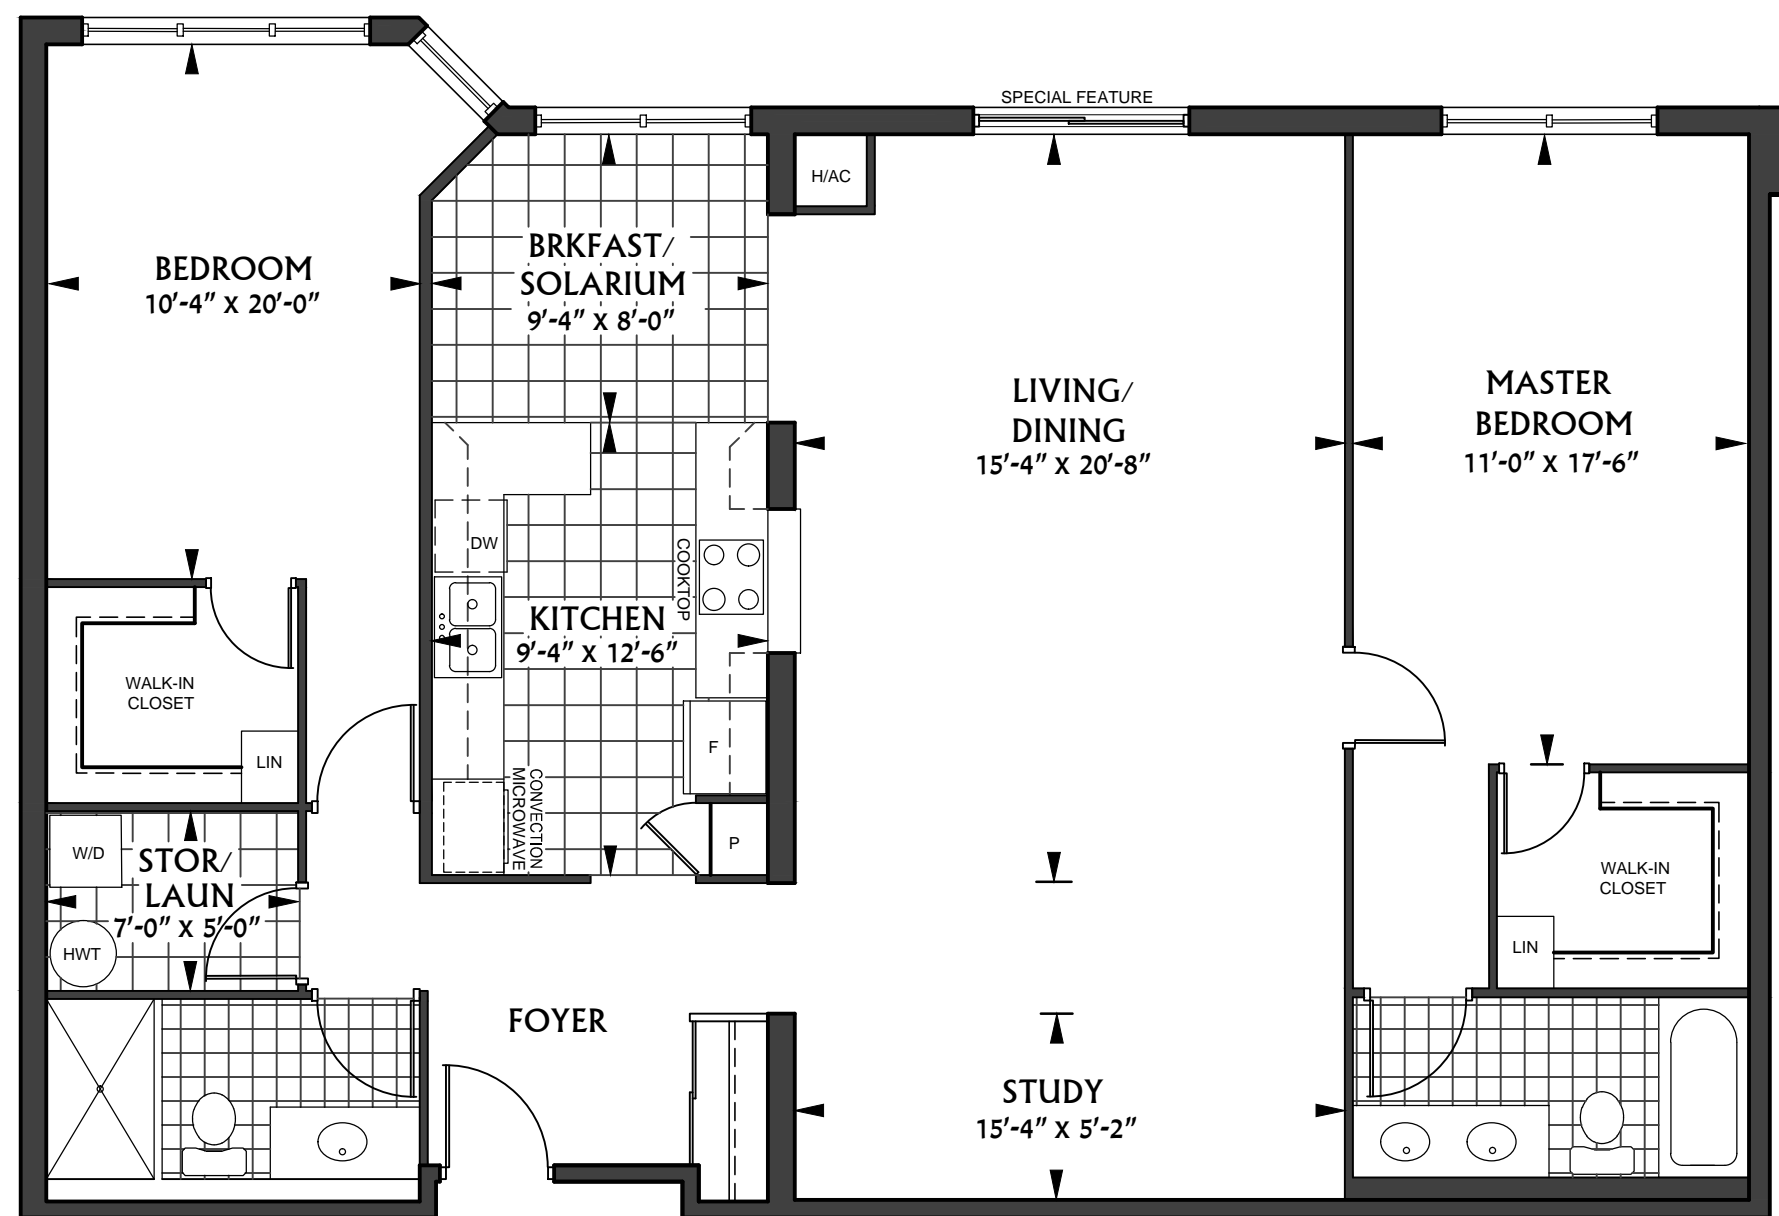 SPECIAL FEATURE
H/AC
BEDROOM
10'-4" X 20'-0"
BRKFAST/
SOLARIUM
9'-4" X 8'-0"
LIVING/
DINING
15'-4" X 20'-8"
MASTER
BEDROOM
11'-0" X 17'-6"
DW
COOKTOP
KITCHEN
9'-4" X 12'-6"
WALK-IN
CLOSET
LIN
F
CONVECTION
MICROWAVE
P
W/D
STOR/
LAUN
7'-0" X 5'-0"
HWT
WALK-IN
CLOSET
LIN
FOYER
STUDY
15'-4" X 5'-2"